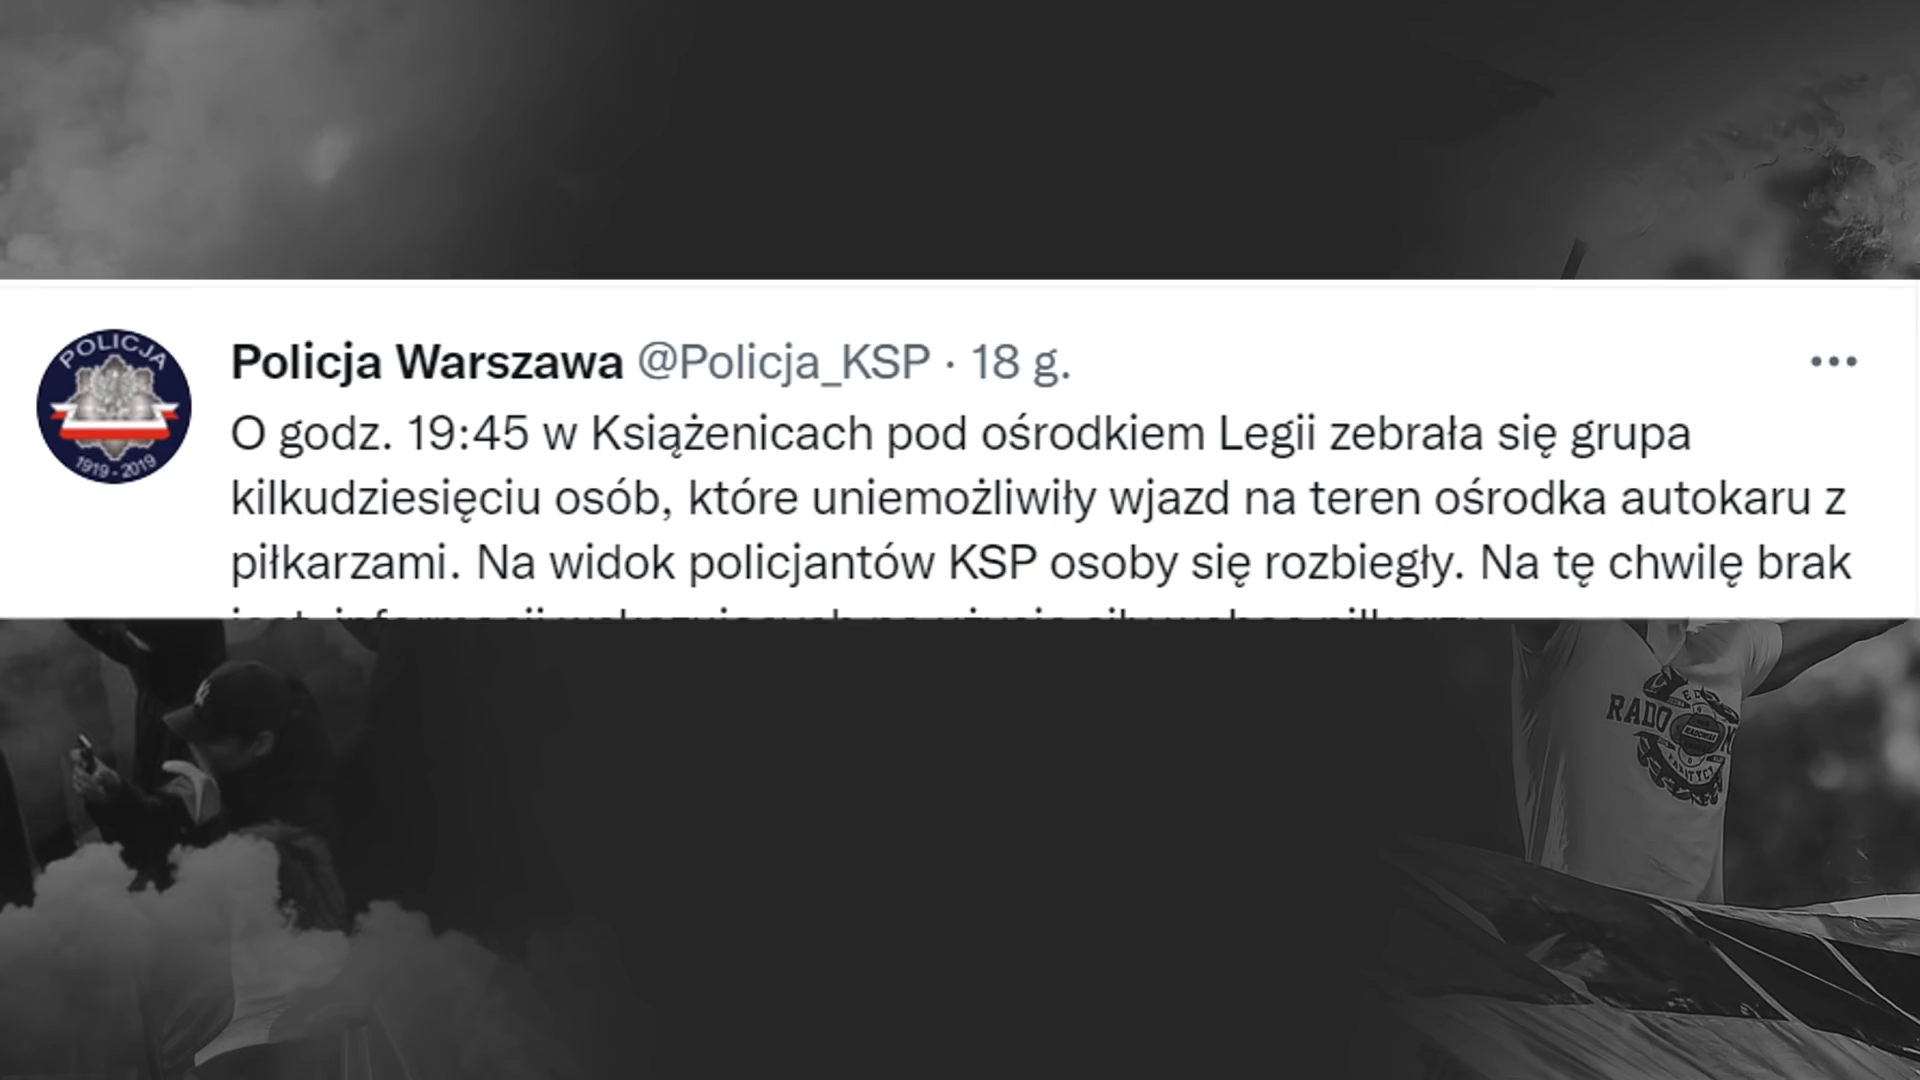 POLICJA
1919 - 2019
Policja Warszawa @Policja_KSP · 18 g.
O godz. 19:45 w Książenicach pod ośrodkiem Legii zebrała się grupa
kilkudziesięciu osób, które uniemożliwiły wjazd na teren ośrodka autokaru z
piłkarzami. Na widok policjantów KSP osoby się rozbiegły. Na tę chwilę brak
RADO